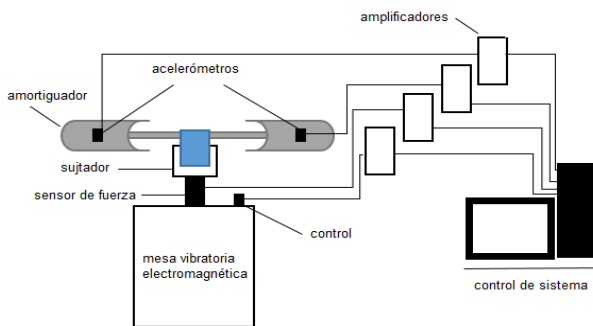 amplificadores
acelerómetros
amortiguador
sujtador
sensor de fuerza
control
mesa vibratoria
electromagnética
control de sistema